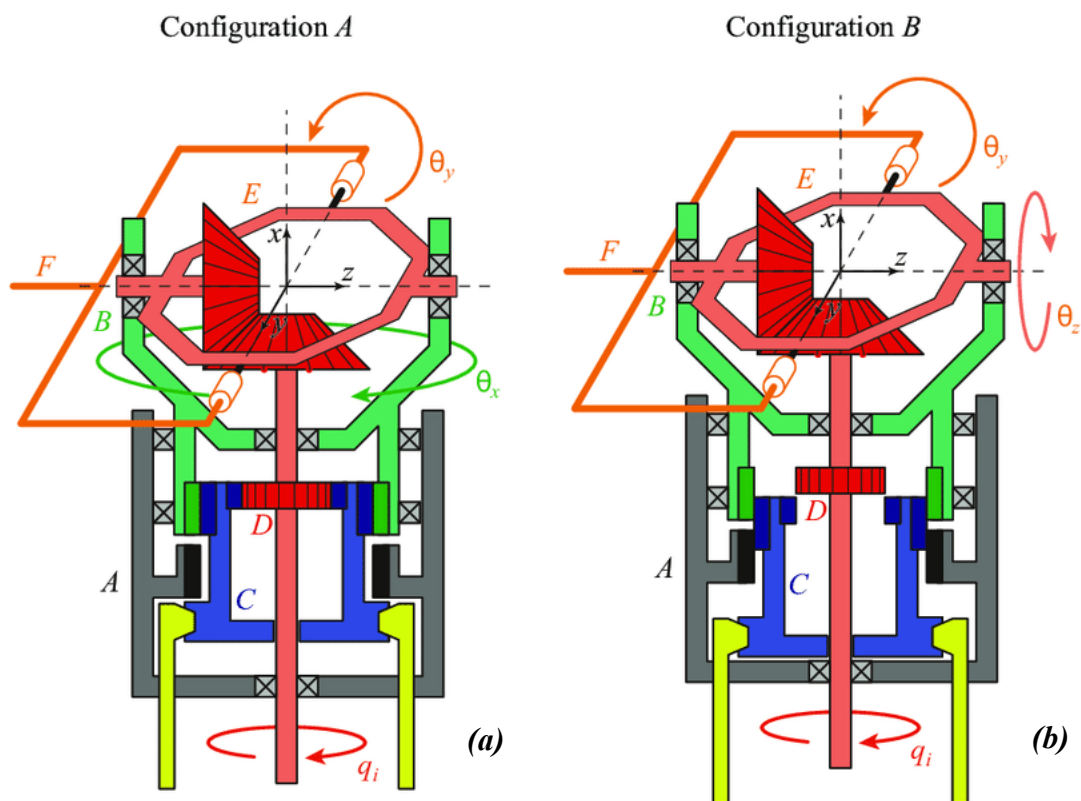 Configuration A
Configuration B
θy
E
x
F
z
B
y
θx
D
A
C
qi
(a)
θy
E
x
F
z
B
y
θz
D
A
C
qi
(b)